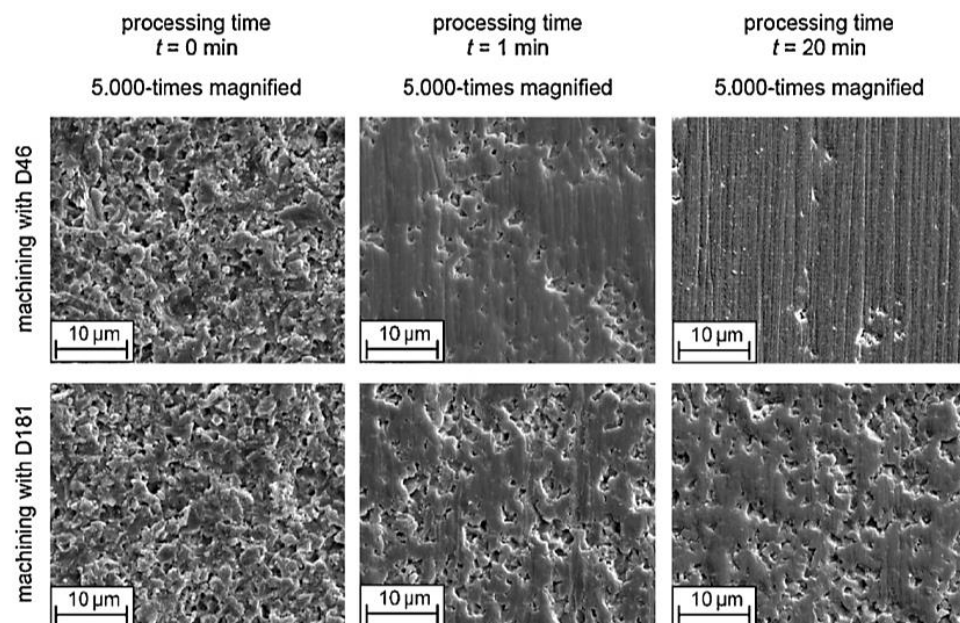 processing time
t = 0 min
5.000-times magnified
processing time
t = 1 min
5.000-times magnified
processing time
t = 20 min
5.000-times magnified
machining with D46
10 µm
10 µm
10 µm
machining with D181
10 µm
10 µm
10 µm